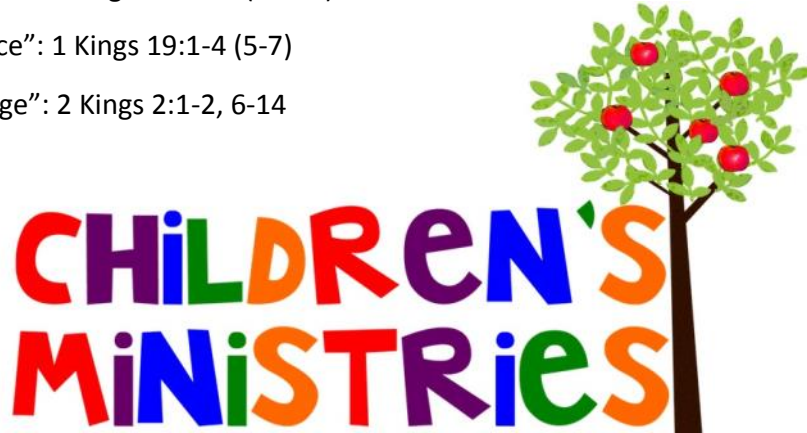 ce”: 1 Kings 19:1-4 (5-7)
ge”: 2 Kings 2:1-2, 6-14
CHiLDReN'S
MiNiSTRieS